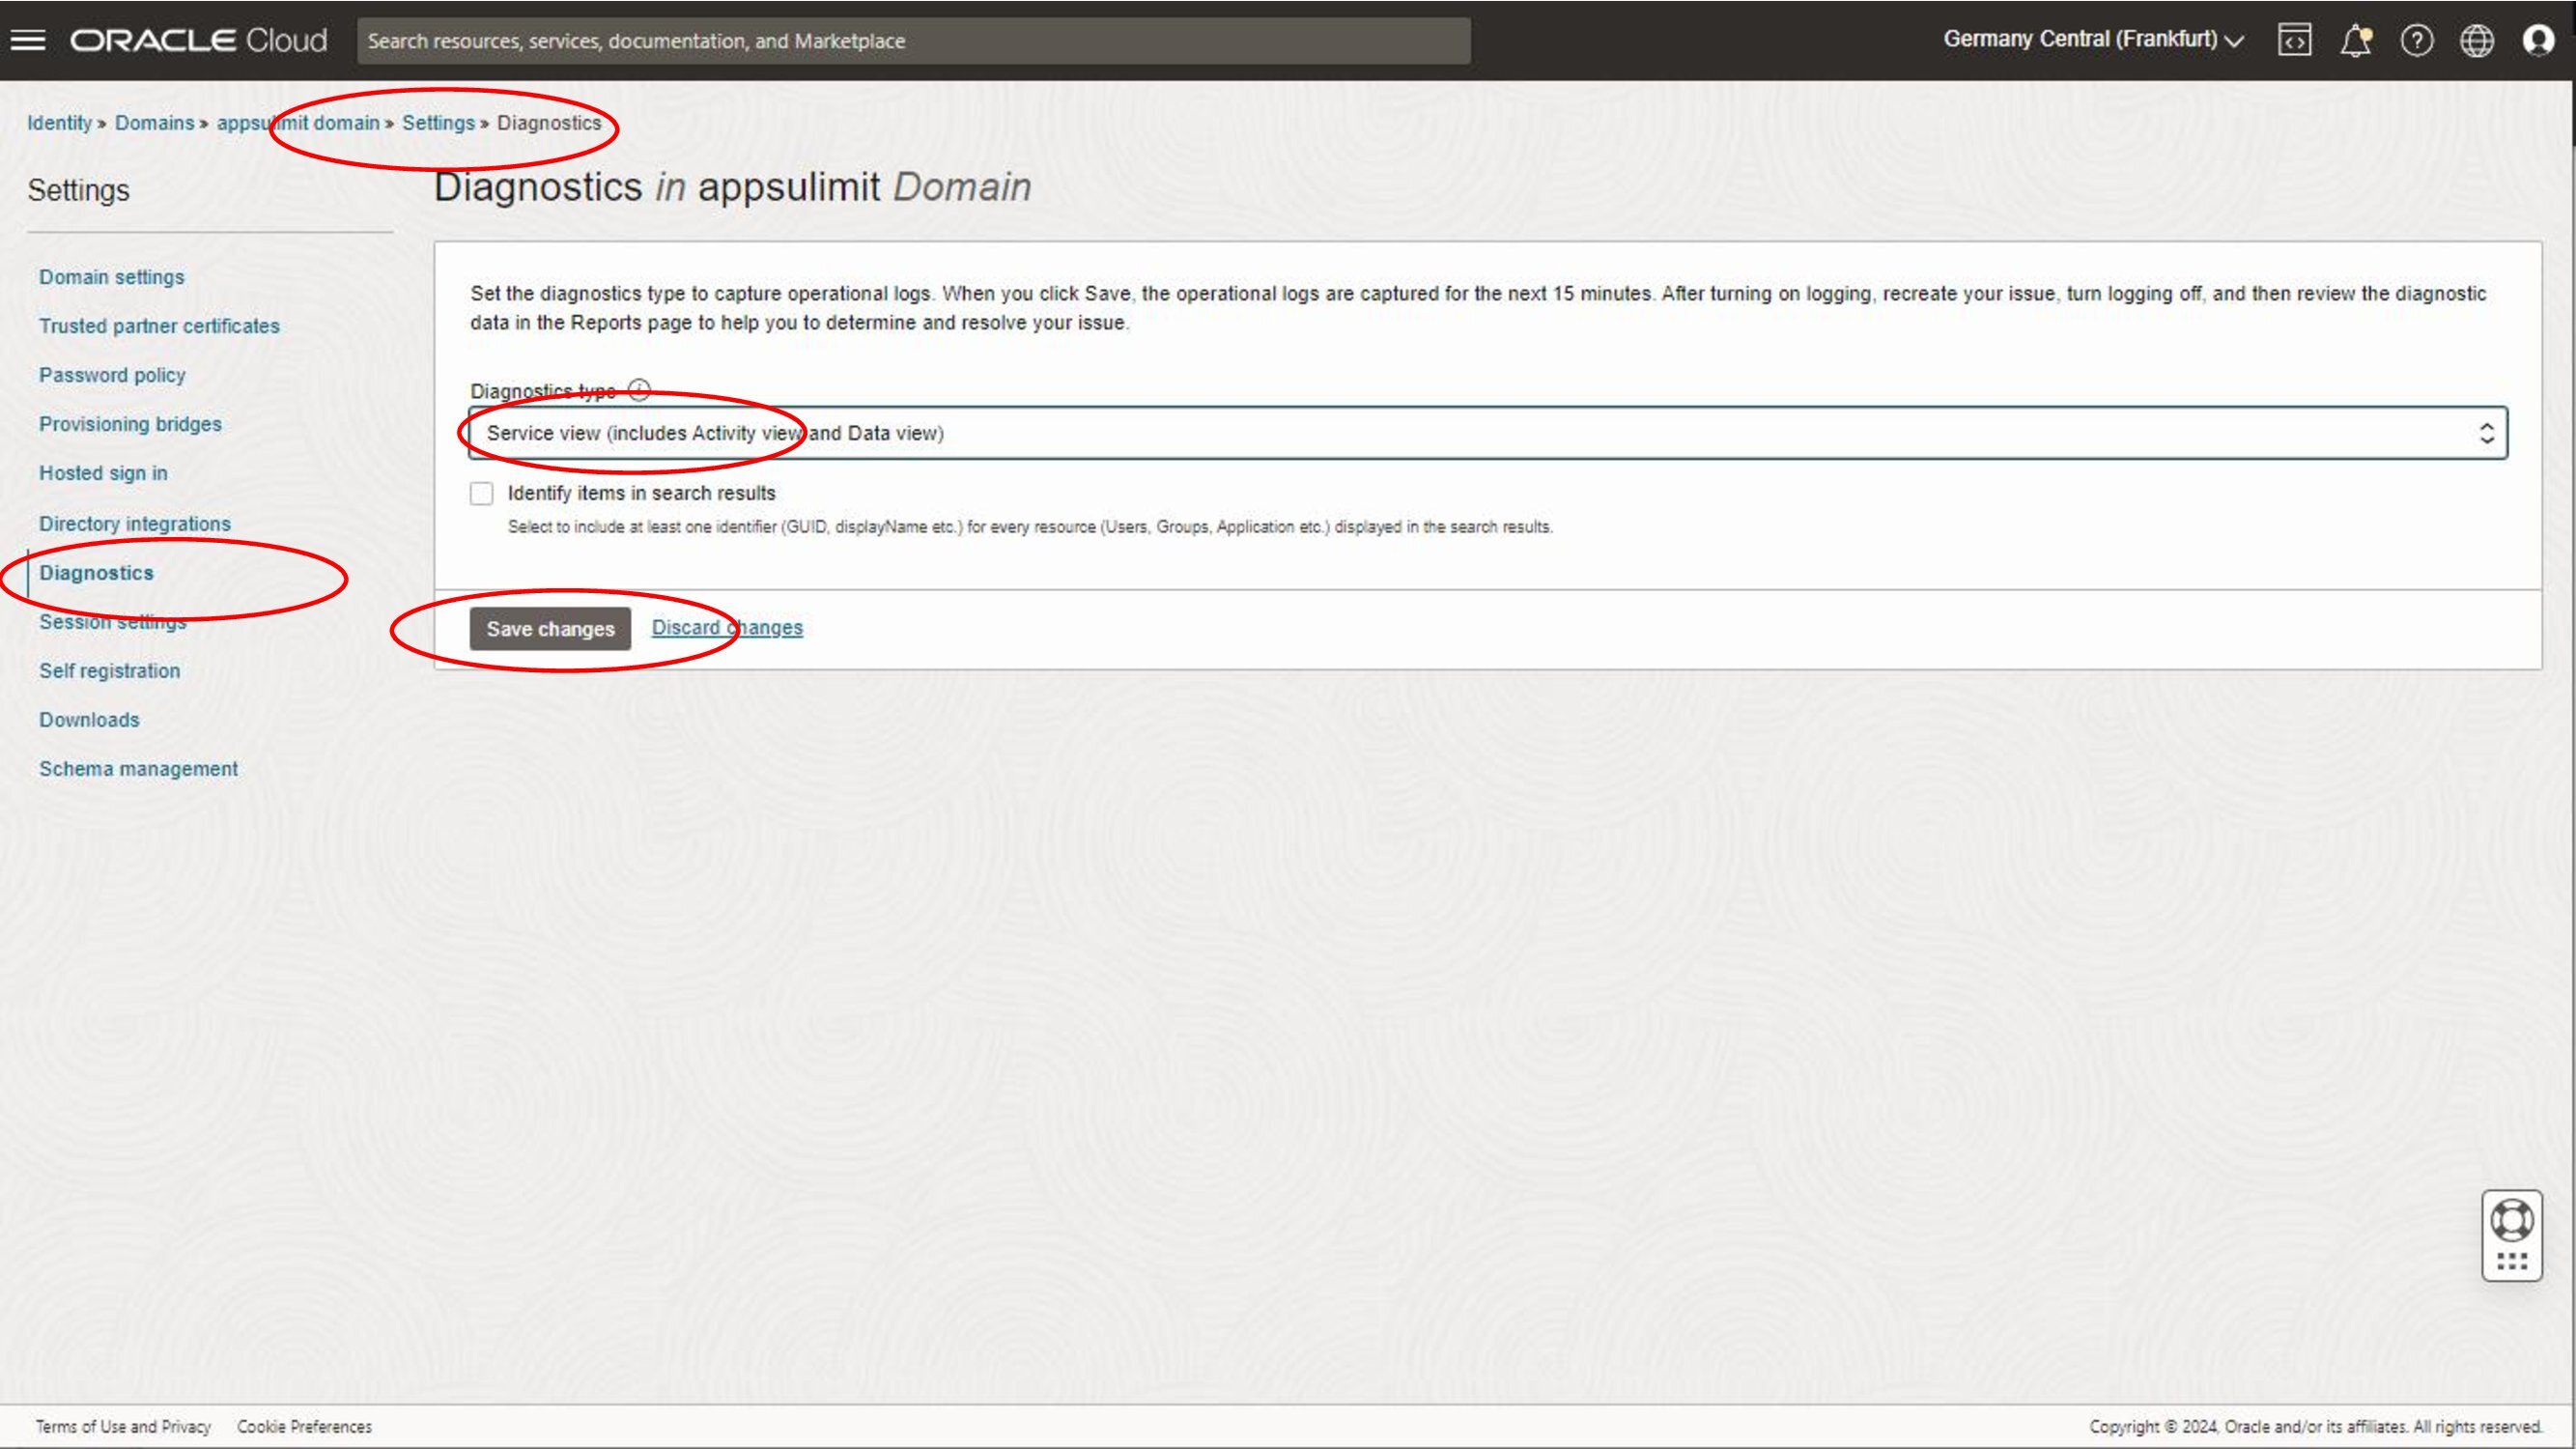 ORACLE Cloud
Search resources, services, documentation, and Marketplace
Germany Central (Frankfurt)
Identity » Domains » appsulimit domain » Settings » Diagnostics
Settings
Domain settings
Trusted partner certificates
Password policy
Provisioning bridges
Hosted sign in
Directory integrations
Diagnostics
Session settings
Self registration
Downloads
Schema management
Diagnostics in appsulimit Domain
Set the diagnostics type to capture operational logs. When you click Save, the operational logs are captured for the next 15 minutes. After turning on logging, recreate your issue, turn logging off, and then review the diagnostic
data in the Reports page to help you to determine and resolve your issue.
Diagnostics type
Service view (includes Activity view and Data view)
Identify items in search results
Select to include at least one identifier (GUID, displayName etc.) for every resource (Users, Groups, Application etc.) displayed in the search results.
Save changes Discard changes
Terms of Use and Privacy Cookie Preferences
Copyright © 2024, Oracle and/or its affiliates. All rights reserved.